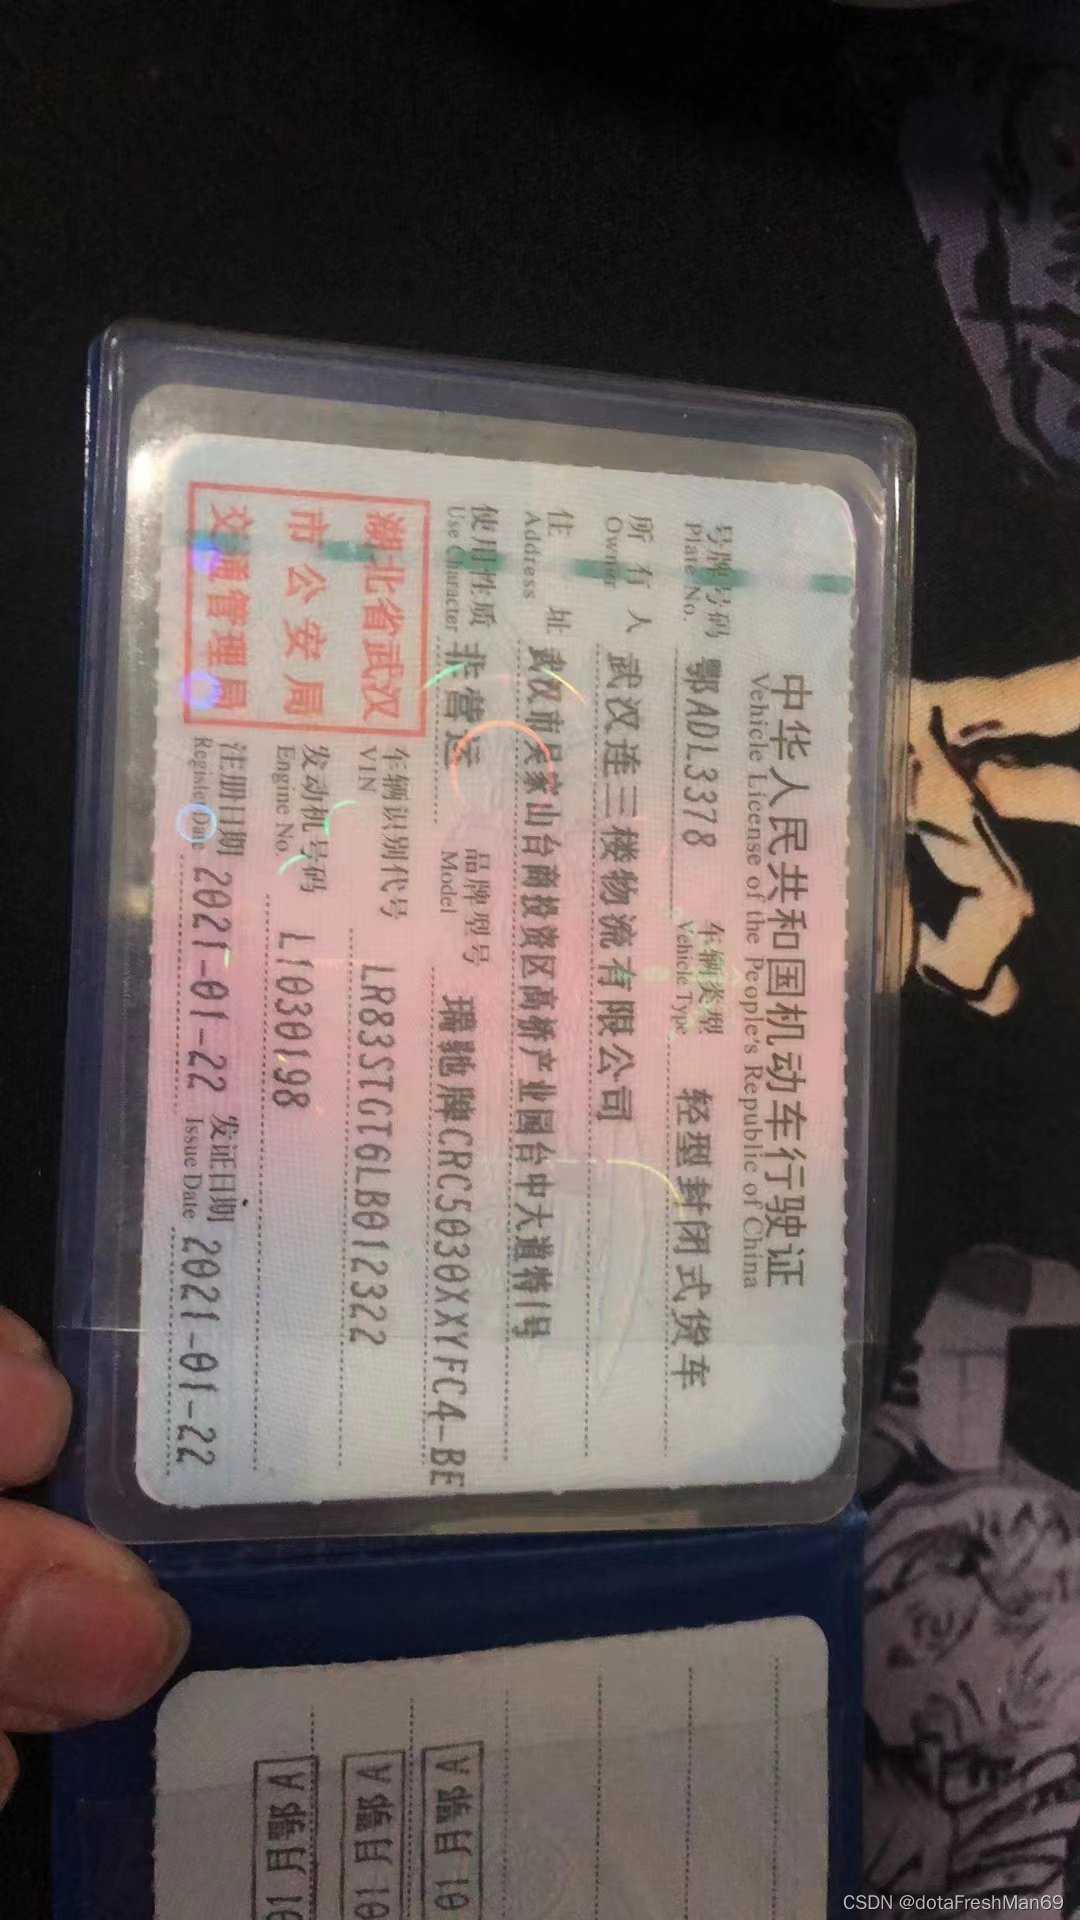 中华人民共和国机动车行驶证
Vehicle License of the People's Republic of China
号牌号码 鄂ADL3378 车辆类型 轻型封闭式货车
Plate No. Vehicle Type
所有人 武汉连三楼物流有限公司
Owner
住址 武汉市吴家山台商投资区高桥产业园台中大道特1号
Address
使用性质 非营运 品牌型号 瑞驰牌CRC5030XXYFC4-BE
Use Character Model
湖北省武汉
市公安局
交通管理局
车辆识别代号 LR83STGT6LB012322
VIN
发动机号码 L1030198
Engine No.
注册日期 2021-01-22 发证日期 2021-01-22
Register Date Issue Date
CSDN @dotaFreshMan69